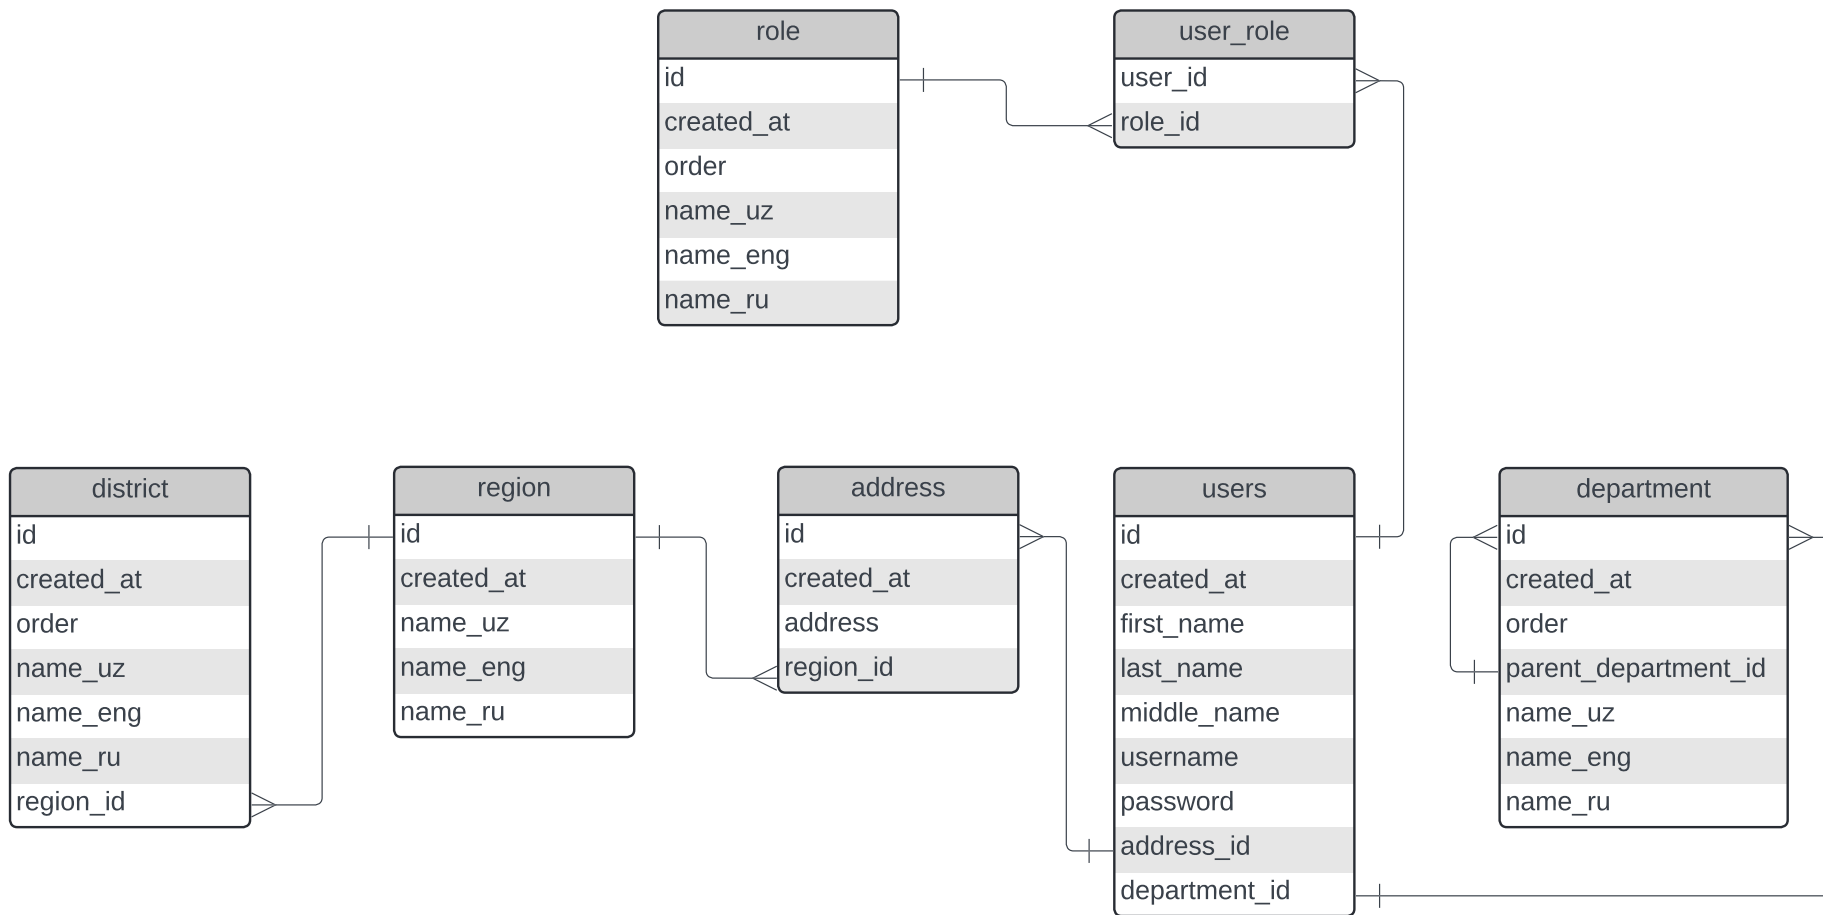 role
id
created_at
order
name_uz
name_eng
name_ru
user_role
user_id
role_id
district
id
created_at
order
name_uz
name_eng
name_ru
region_id
region
id
created_at
name_uz
name_eng
name_ru
address
id
created_at
address
region_id
users
id
created_at
first_name
last_name
middle_name
username
password
address_id
department_id
department
id
created_at
order
parent_department_id
name_uz
name_eng
name_ru